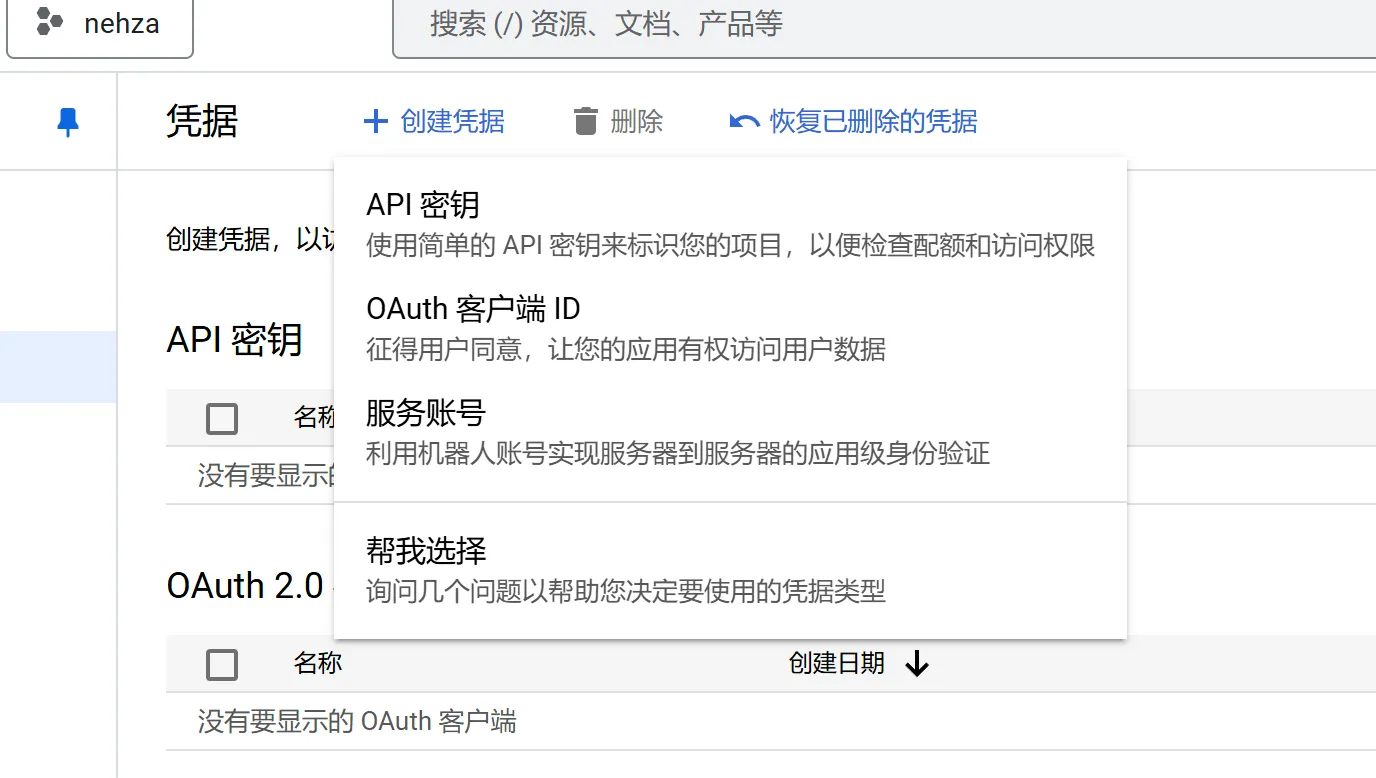 nehza
搜索 (/) 资源、文档、产品等
凭据
创建凭据
删除
恢复已删除的凭据
API 密钥
使用简单的 API 密钥来标识您的项目，以便检查配额和访问权限
创建凭据，以
OAuth 客户端 ID
征得用户同意，让您的应用有权访问用户数据
API 密钥
服务账号
名称
利用机器人账号实现服务器到服务器的应用级身份验证
没有要显示的
帮我选择
询问几个问题以帮助您决定要使用的凭据类型
OAuth 2.0
名称
创建日期
没有要显示的 OAuth 客户端